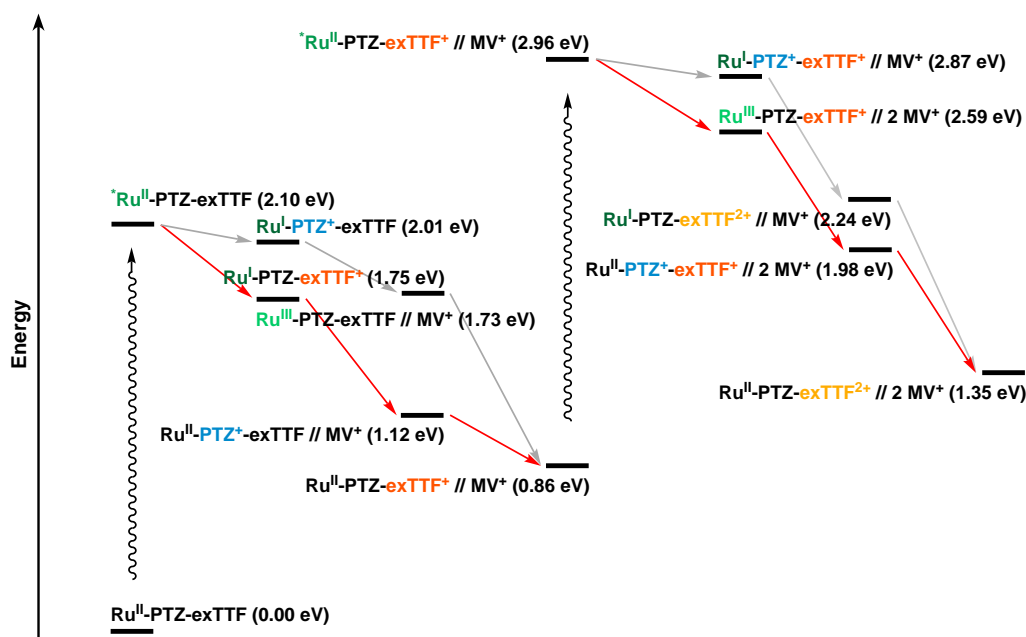 *Ruᴵᴵ-PTZ-exTTF⁺ // MV⁺ (2.96 eV)
Ruᴵ-PTZ⁺-exTTF⁺ // MV⁺ (2.87 eV)
Ruᴵᴵᴵ-PTZ-exTTF⁺ // 2 MV⁺ (2.59 eV)
*Ruᴵᴵ-PTZ-exTTF (2.10 eV)
Ruᴵ-PTZ⁺-exTTF (2.01 eV)
Ruᴵ-PTZ-exTTF²⁺ // MV⁺ (2.24 eV)
Ruᴵᴵ-PTZ⁺-exTTF⁺ // 2 MV⁺ (1.98 eV)
Ruᴵ-PTZ-exTTF⁺ (1.75 eV)
Ruᴵᴵᴵ-PTZ-exTTF // MV⁺ (1.73 eV)
Energy
Ruᴵᴵ-PTZ-exTTF²⁺ // 2 MV⁺ (1.35 eV)
Ruᴵᴵ-PTZ⁺-exTTF // MV⁺ (1.12 eV)
Ruᴵᴵ-PTZ-exTTF⁺ // MV⁺ (0.86 eV)
Ruᴵᴵ-PTZ-exTTF (0.00 eV)